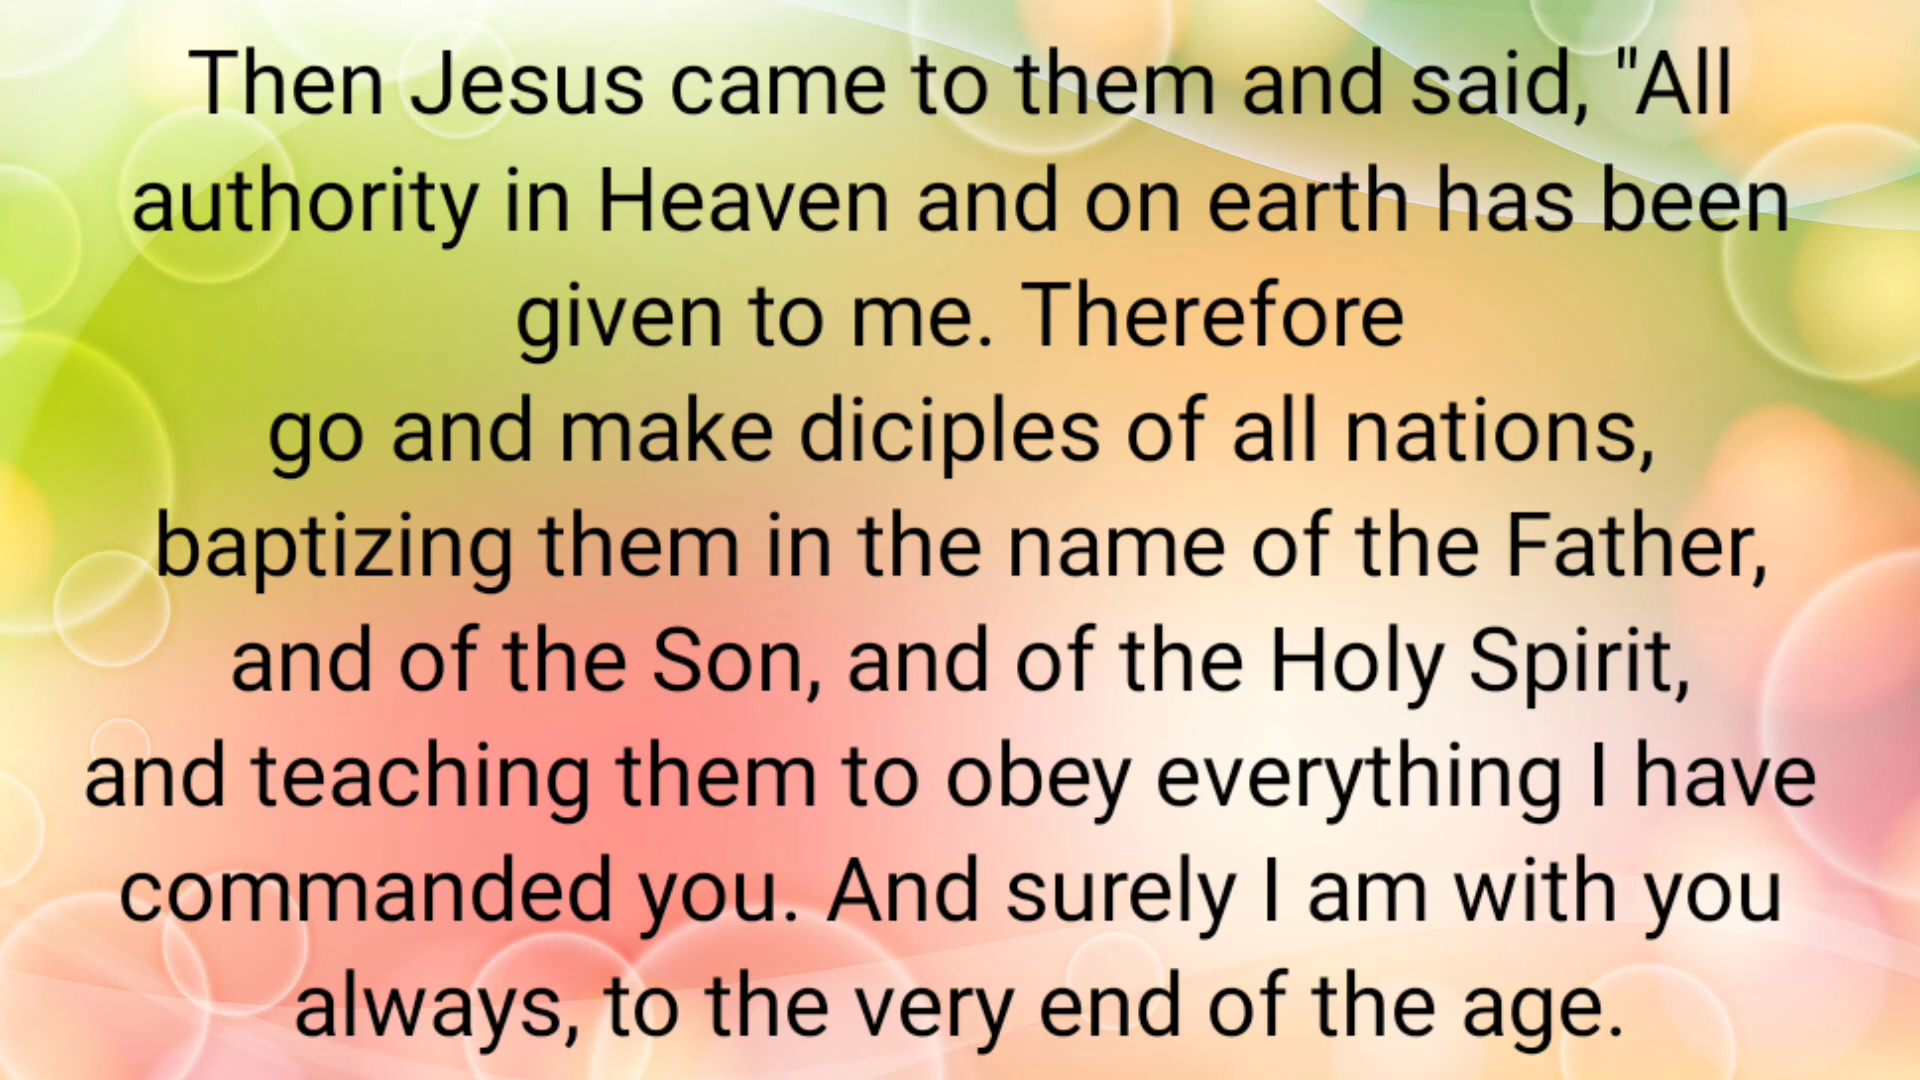 Then Jesus came to them and said, "All
authority in Heaven and on earth has been
given to me. Therefore
go and make diciples of all nations,
baptizing them in the name of the Father,
and of the Son, and of the Holy Spirit,
and teaching them to obey everything I have
commanded you. And surely I am with you
always, to the very end of the age.